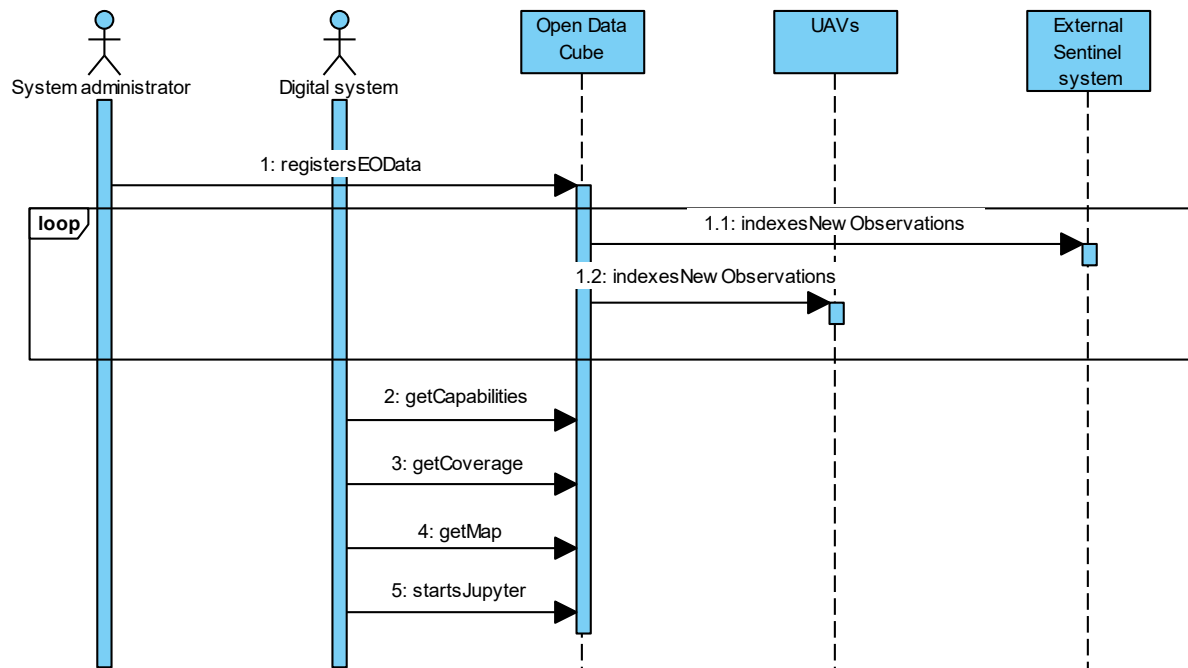 System administrator
Digital system
Open Data
Cube
UAVs
External
Sentinel
system
1: registersEOData
loop
1.1: indexesNew Observations
1.2: indexesNew Observations
2: getCapabilities
3: getCoverage
4: getMap
5: startsJupyter